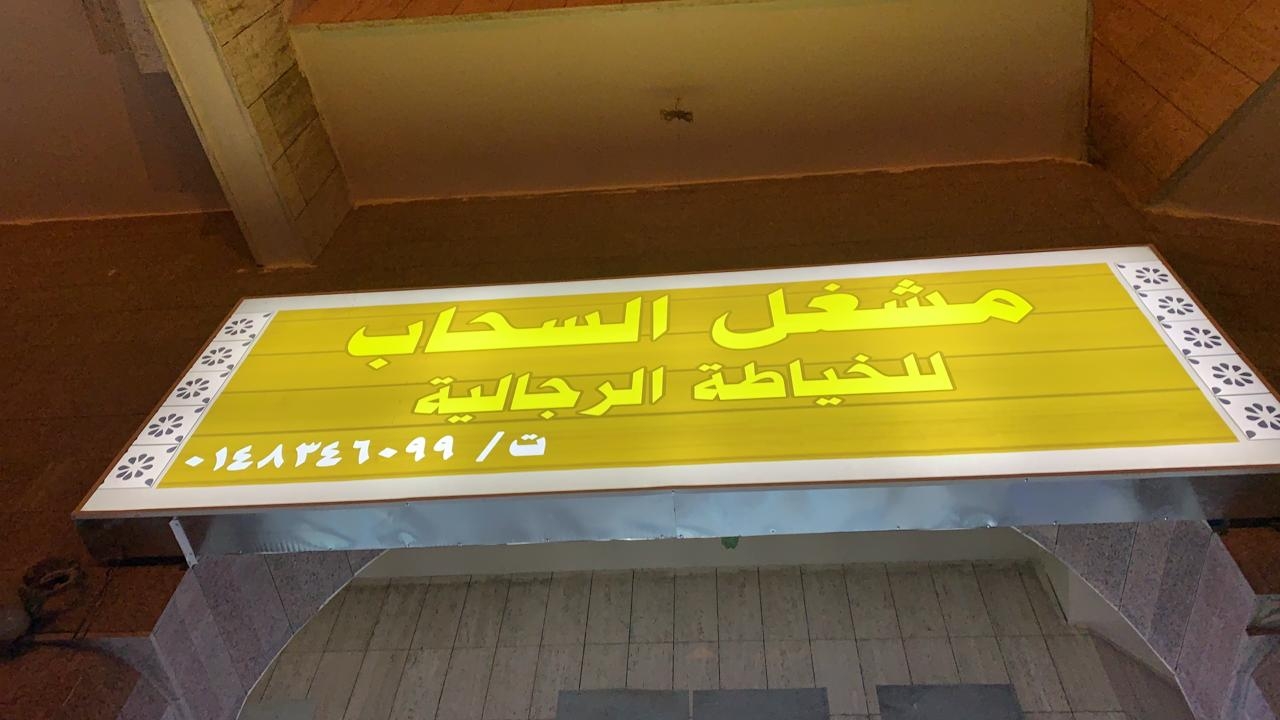 مشغل السحاب
للخياطة الرجالية
ت/ ٠١٤٨٣٤٦٠٩٩